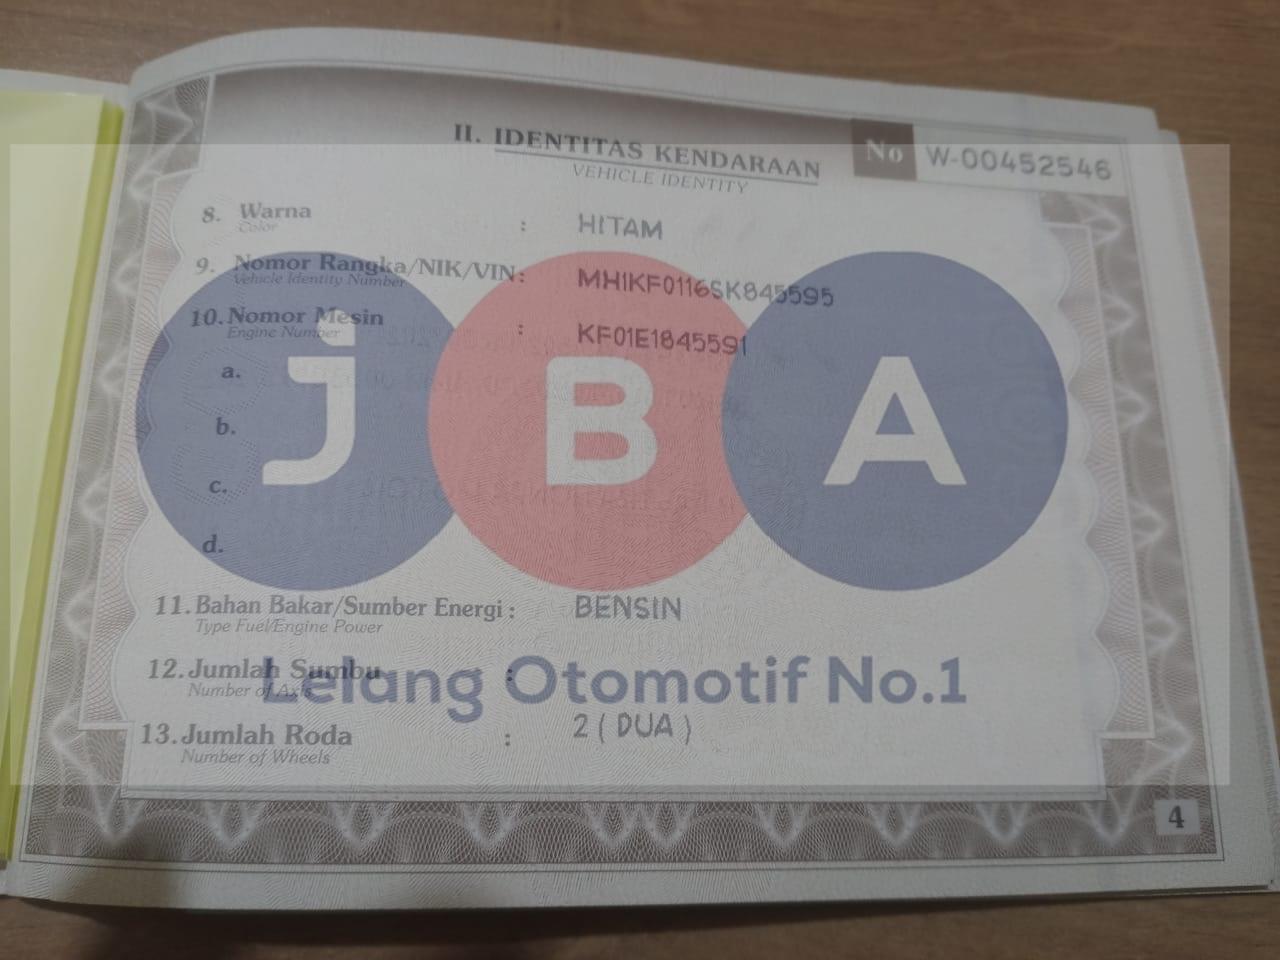 II. IDENTITAS KENDARAAN
VEHICLE IDENTITY
No W-00452546
8. Warna : HITAM
Color
9. Nomor Rangka/NIK/VIN: MH1KF0116SK845595
Vehicle Identity Number
10. Nomor Mesin : KF01E1845591
Engine Number
a.
b.
c.
d.
J B A
11. Bahan Bakar/Sumber Energi : BENSIN
Type Fuel/Engine Power
12. Jumlah Sumbu :
Number of Axis
Lelang Otomotif No.1
13. Jumlah Roda : 2 ( DUA )
Number of Wheels
4